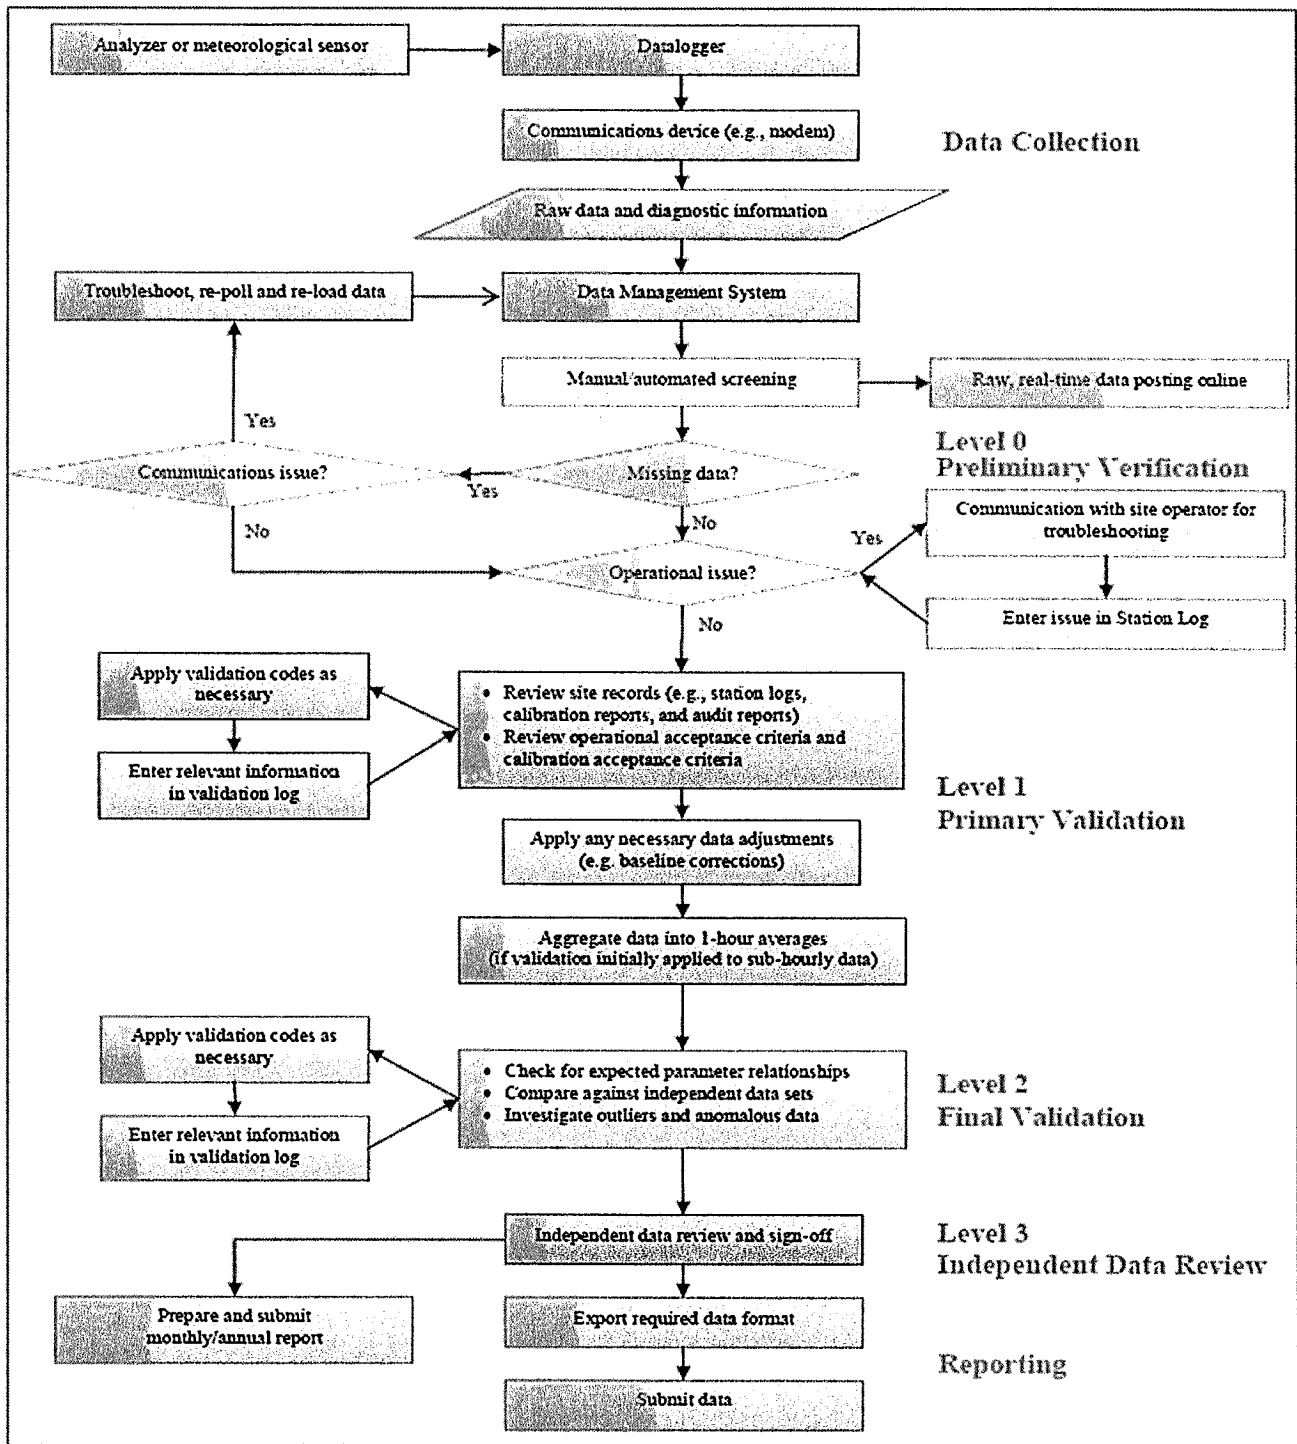 Analyzer or meteorological sensor
Datalogger
Communications device (e.g., modem)
Data Collection
Raw data and diagnostic information
Troubleshoot, re-poll and re-load data
Data Management System
Manual/automated screening
Raw, real-time data posting online
Yes
Level 0
Preliminary Verification
Communications issue?
Yes
Missing data?
No
No
Communication with site operator for
troubleshooting
Yes
Operational issue?
Enter issue in Station Log
No
Apply validation codes as
necessary
Enter relevant information
in validation log
• Review site records (e.g., station logs,
calibration reports, and audit reports)
• Review operational acceptance criteria and
calibration acceptance criteria
Level 1
Primary Validation
Apply any necessary data adjustments
(e.g. baseline corrections)
Aggregate data into 1-hour averages
(if validation initially applied to sub-hourly data)
Apply validation codes as
necessary
Enter relevant information
in validation log
• Check for expected parameter relationships
• Compare against independent data sets
• Investigate outliers and anomalous data
Level 2
Final Validation
Independent data review and sign-off
Level 3
Independent Data Review
Prepare and submit
monthly/annual report
Export required data format
Reporting
Submit data